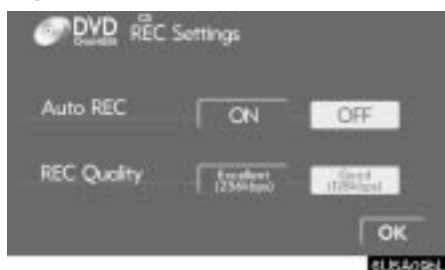 DVD REC Settings
Auto REC ON OFF
REC Quality Excellent (256kbps) Good (128kbps)
OK